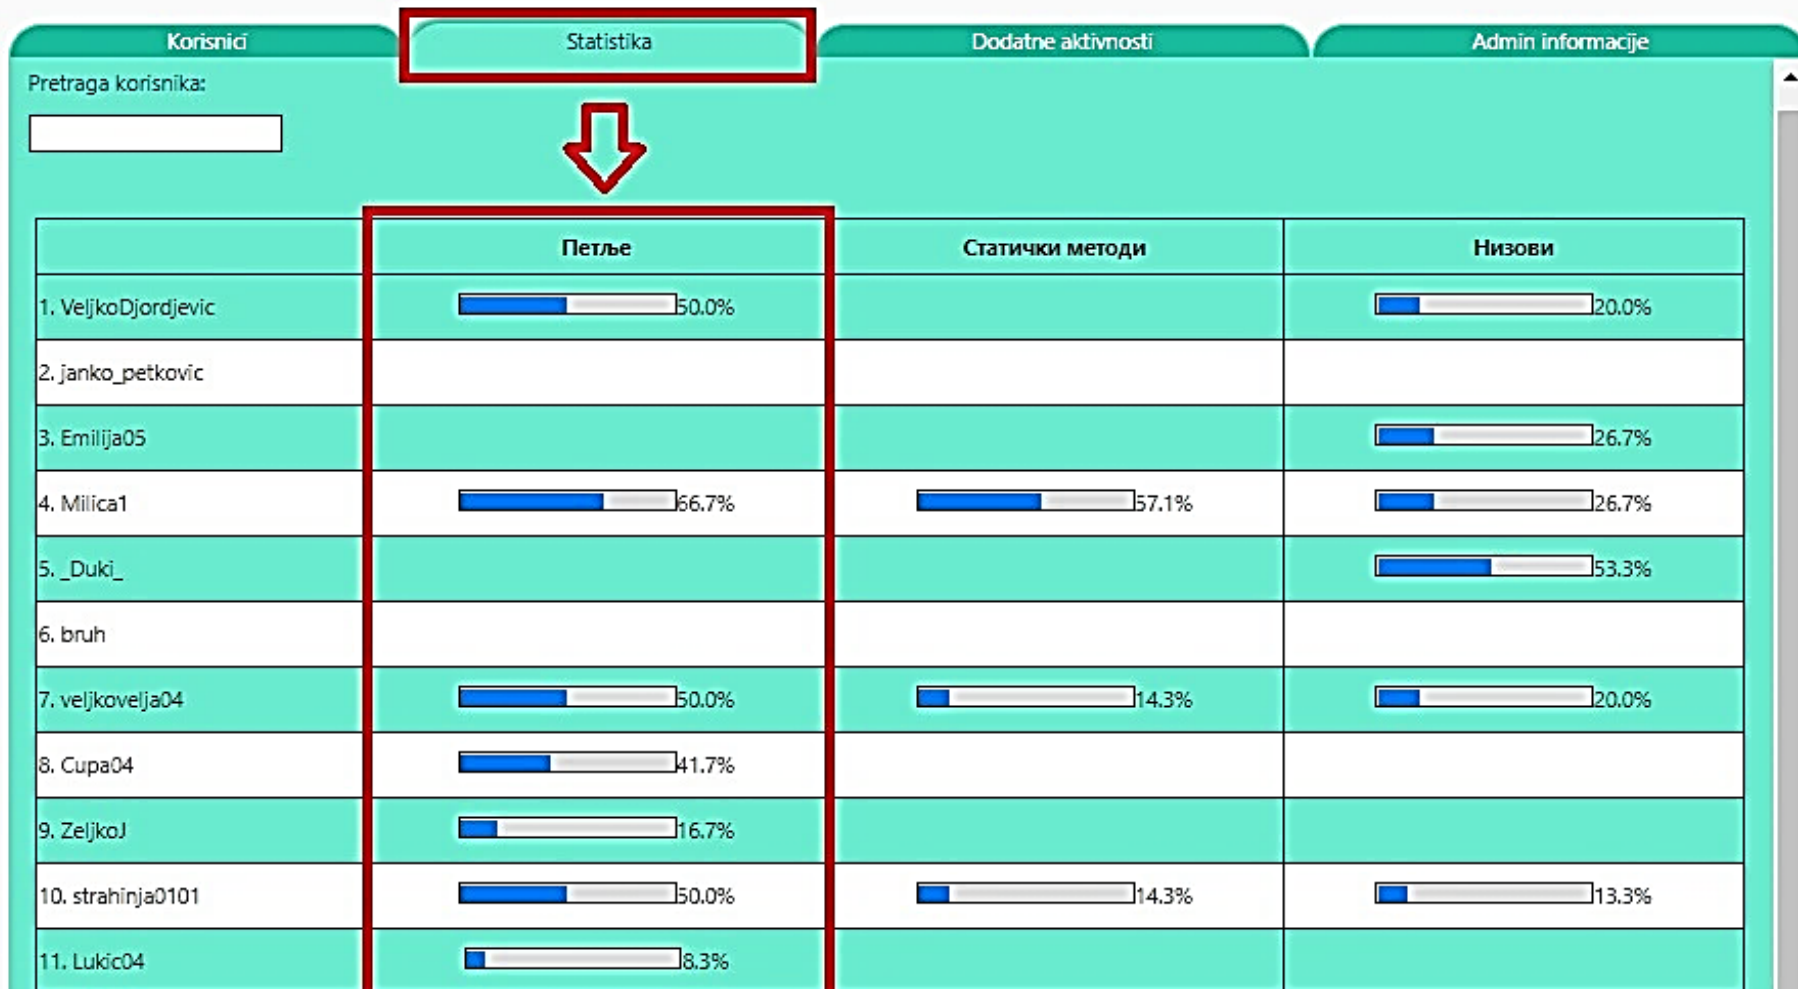 Korisnici Statistika Dodatne aktivnosti Admin informacije
Pretraga korisnika:
Петље Статички методи Низови
1. VeljkoDjordjevic 50.0% 20.0%
2. janko_petkovic
3. Emilija05 26.7%
4. Milica1 66.7% 57.1% 26.7%
5. _Duki_ 53.3%
6. bruh
7. veljkovelja04 50.0% 14.3% 20.0%
8. Cupa04 41.7%
9. ZeljkoJ 16.7%
10. strahinja0101 50.0% 14.3% 13.3%
11. Lukic04 8.3%